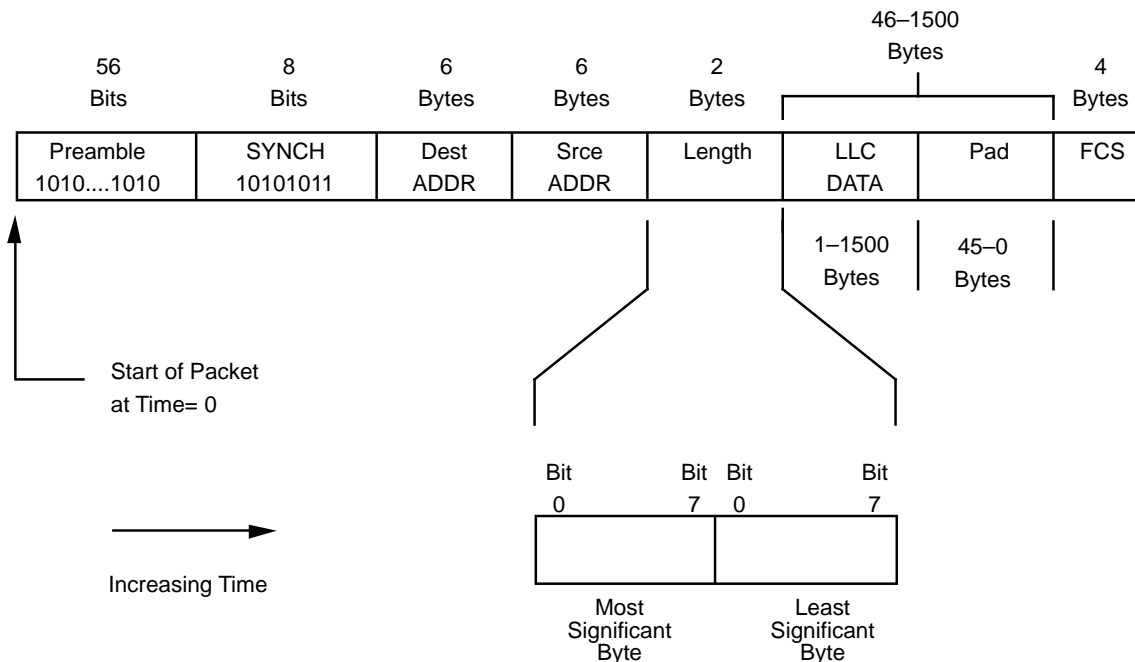 46–1500
Bytes
56
Bits
8
Bits
6
Bytes
6
Bytes
2
Bytes
4
Bytes
Preamble
1010....1010
SYNCH
10101011
Dest
ADDR
Srce
ADDR
Length
LLC
DATA
Pad
FCS
1–1500
Bytes
45–0
Bytes
Start of Packet
at Time= 0
Bit
0
Bit
7
Bit
0
Bit
7
Increasing Time
Most
Significant
Byte
Least
Significant
Byte